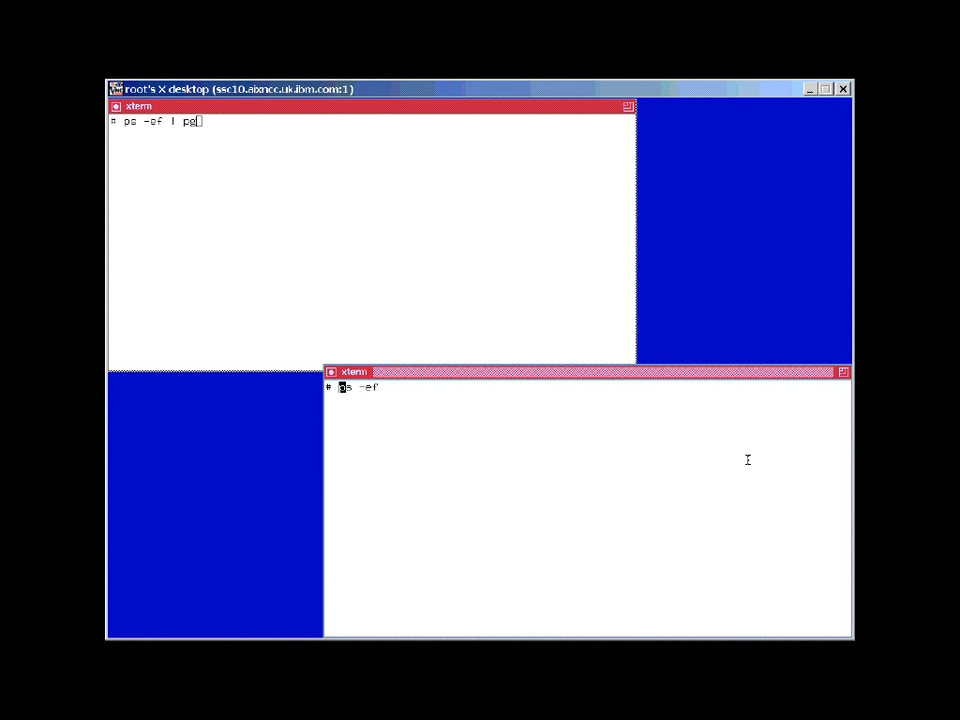 root's X desktop (ssc10.aixncc.uk.ibm.com:1)
xterm
# ps -ef | pg
xterm
# ps -ef